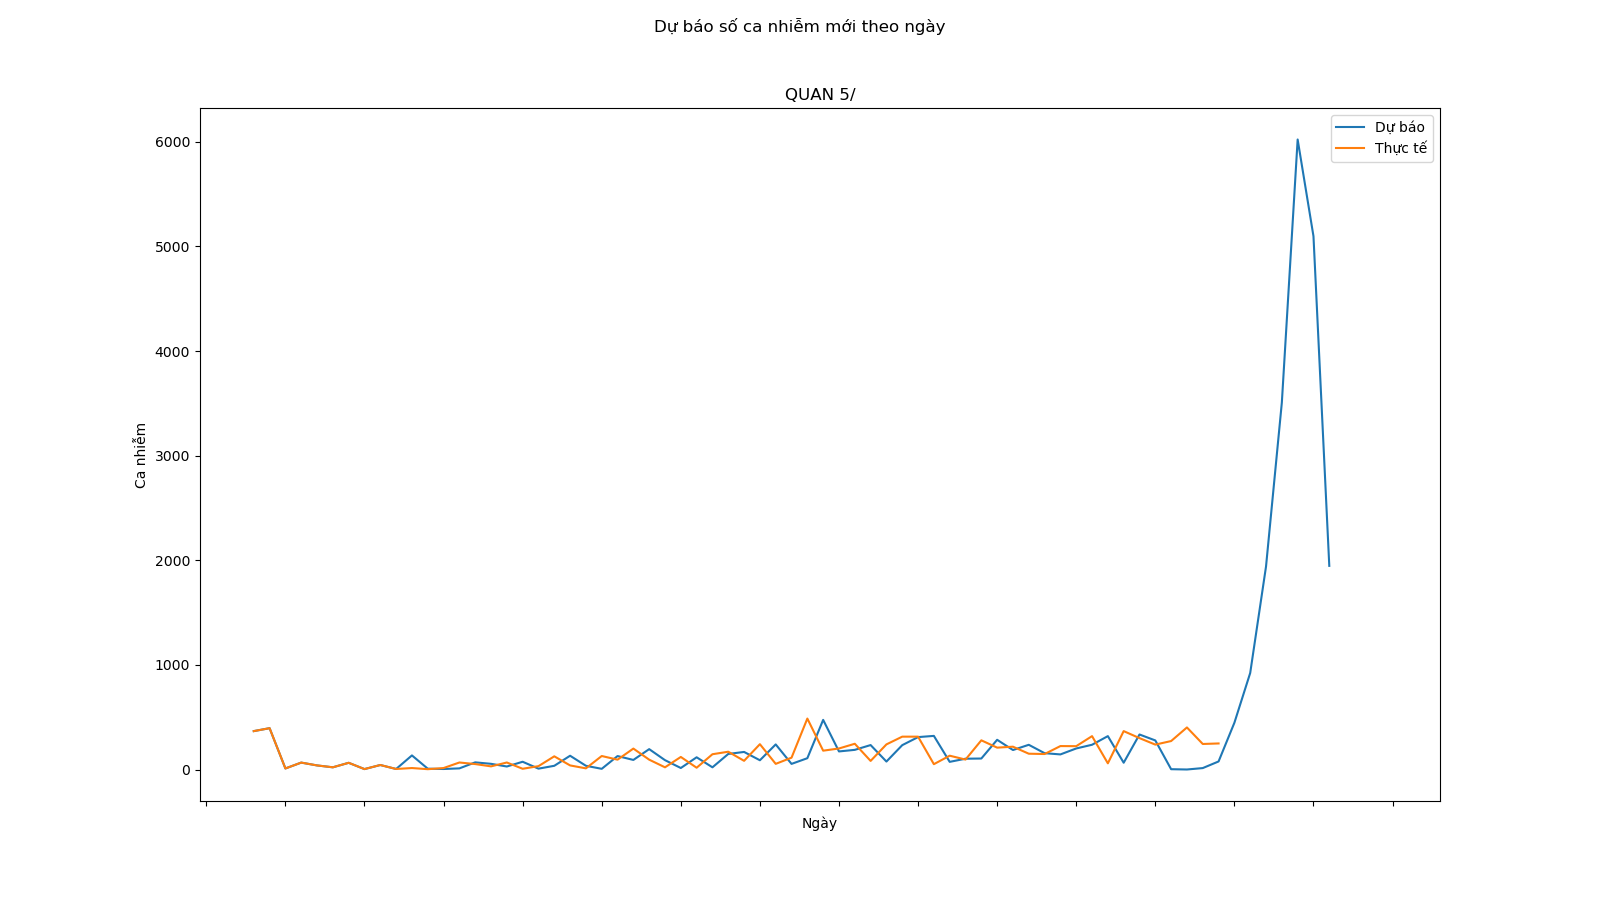 Dự báo số ca nhiễm mới theo ngày
QUAN 5/
Dự báo
Thực tế
6000
5000
4000
3000
2000
1000
0
Ca nhiễm
Ngày